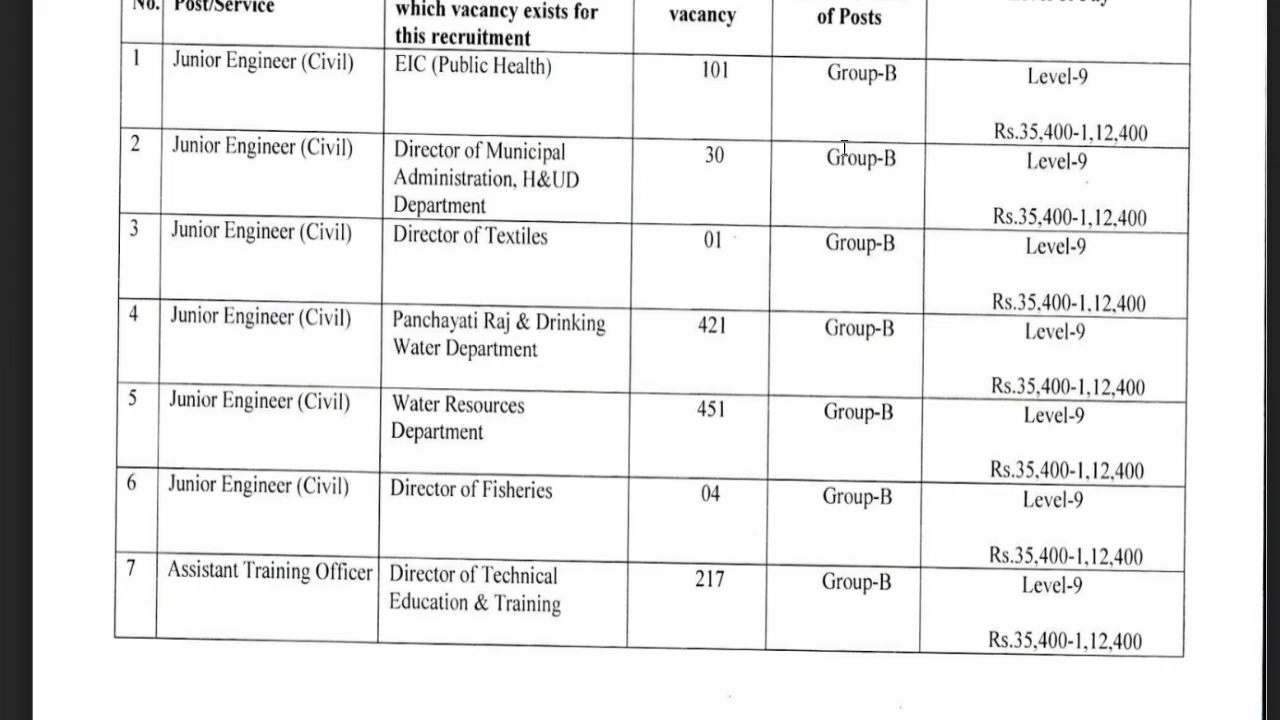 No. Post/Service which vacancy exists for this recruitment vacancy of Posts
1 Junior Engineer (Civil) EIC (Public Health) 101 Group-B Level-9
Rs.35,400-1,12,400
2 Junior Engineer (Civil) Director of Municipal Administration, H&UD Department 30 Group-B Level-9
Rs.35,400-1,12,400
3 Junior Engineer (Civil) Director of Textiles 01 Group-B Level-9
Rs.35,400-1,12,400
4 Junior Engineer (Civil) Panchayati Raj & Drinking Water Department 421 Group-B Level-9
Rs.35,400-1,12,400
5 Junior Engineer (Civil) Water Resources Department 451 Group-B Level-9
Rs.35,400-1,12,400
6 Junior Engineer (Civil) Director of Fisheries 04 Group-B Level-9
Rs.35,400-1,12,400
7 Assistant Training Officer Director of Technical Education & Training 217 Group-B Level-9
Rs.35,400-1,12,400